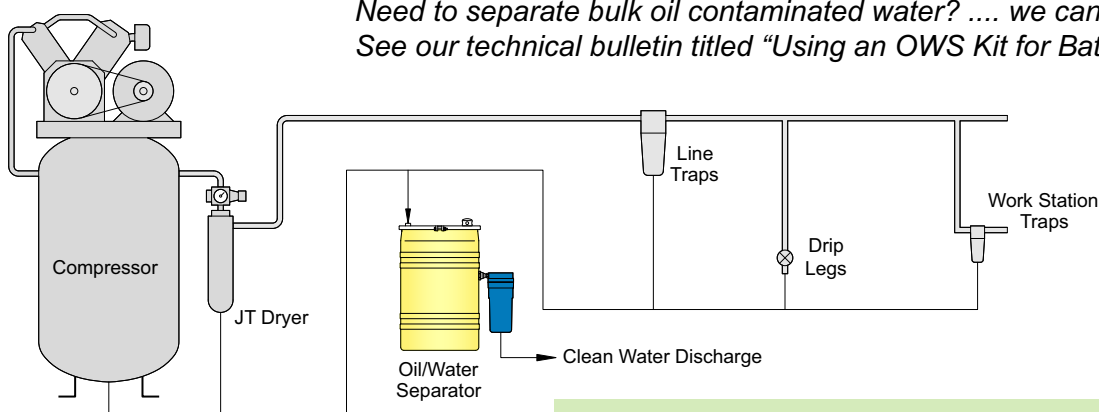 Need to separate bulk oil contaminated water? .... we can
See our technical bulletin titled “Using an OWS Kit for Bat
Line
Traps
Work Station
Traps
Compressor
Drip
Legs
JT Dryer
Clean Water Discharge
Oil/Water
Separator